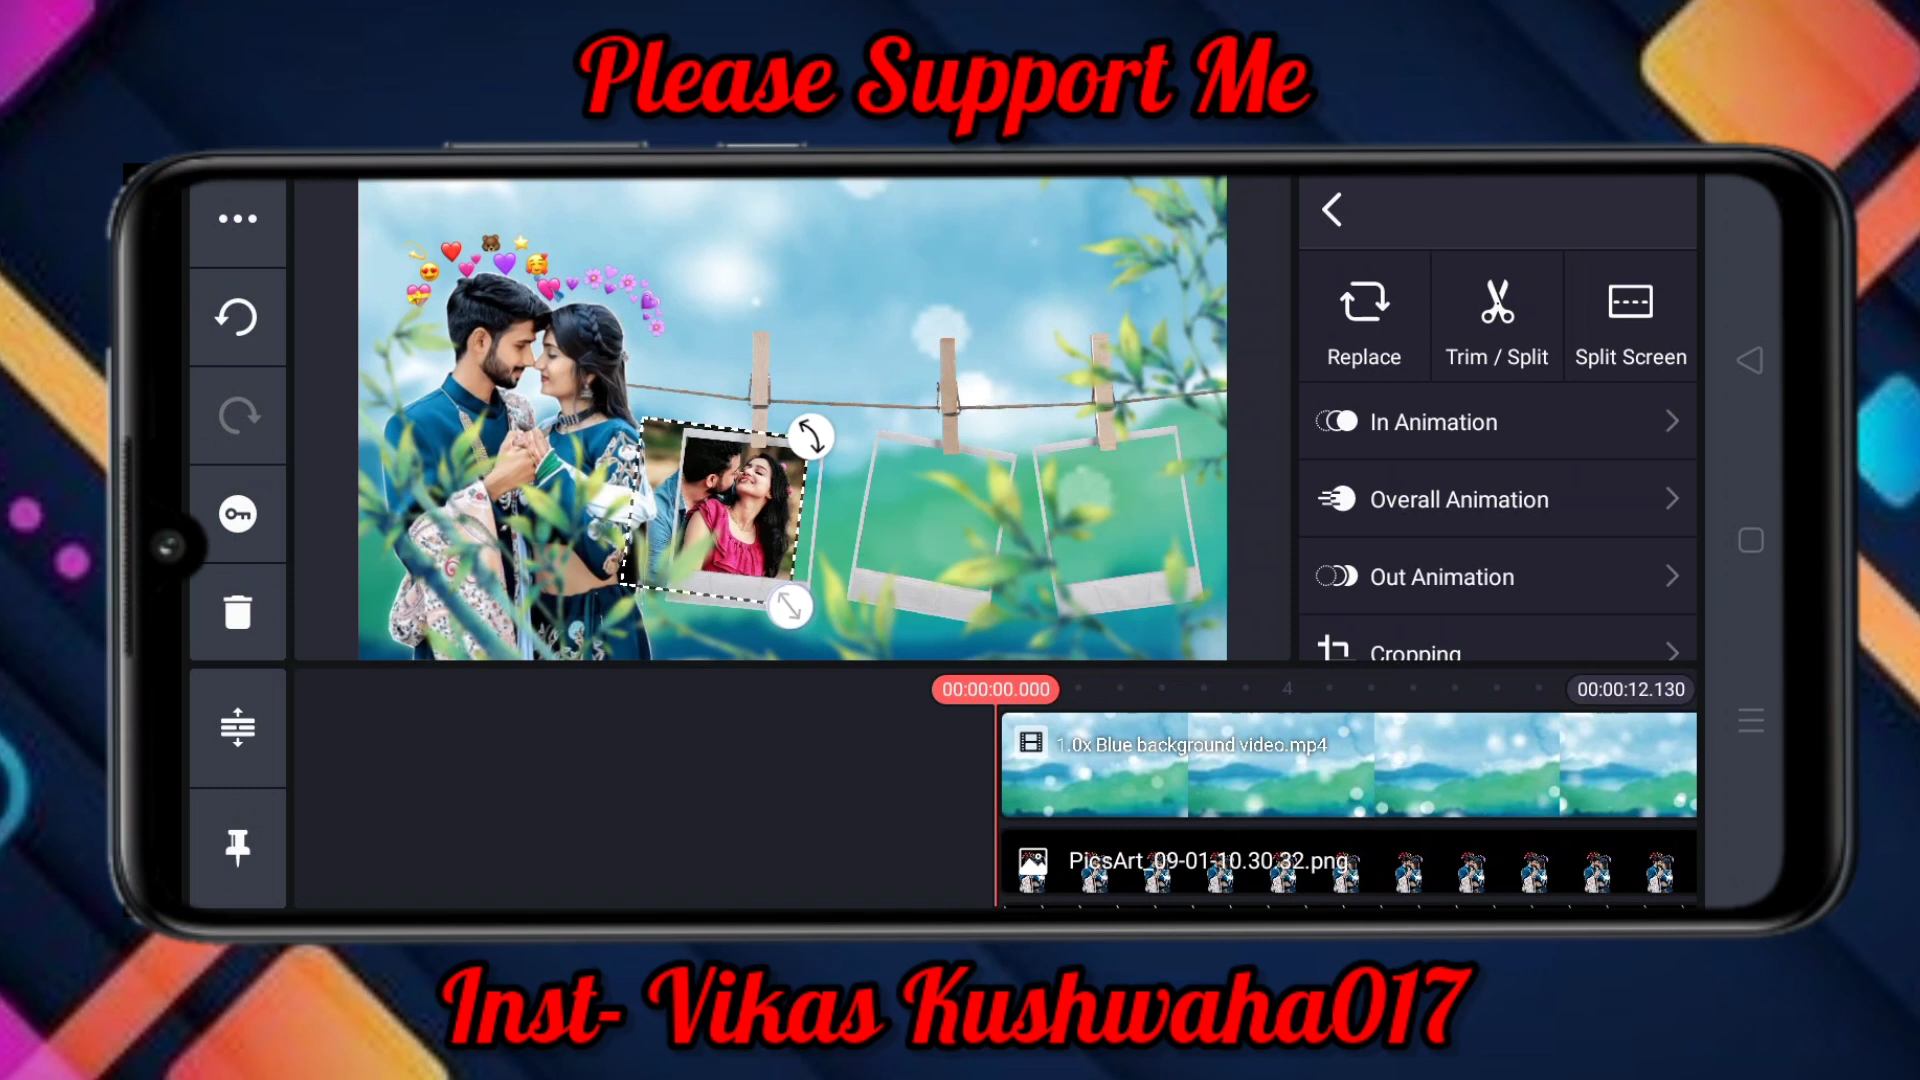 Please Support Me
Replace
Trim / Split
Split Screen
In Animation
Overall Animation
Out Animation
Cropping
00:00:00.000
4
00:00:12.130
1.0x Blue background video.mp4
PicsArt_09-01-10.30.32.png
Inst- Vikas Kushwaha017